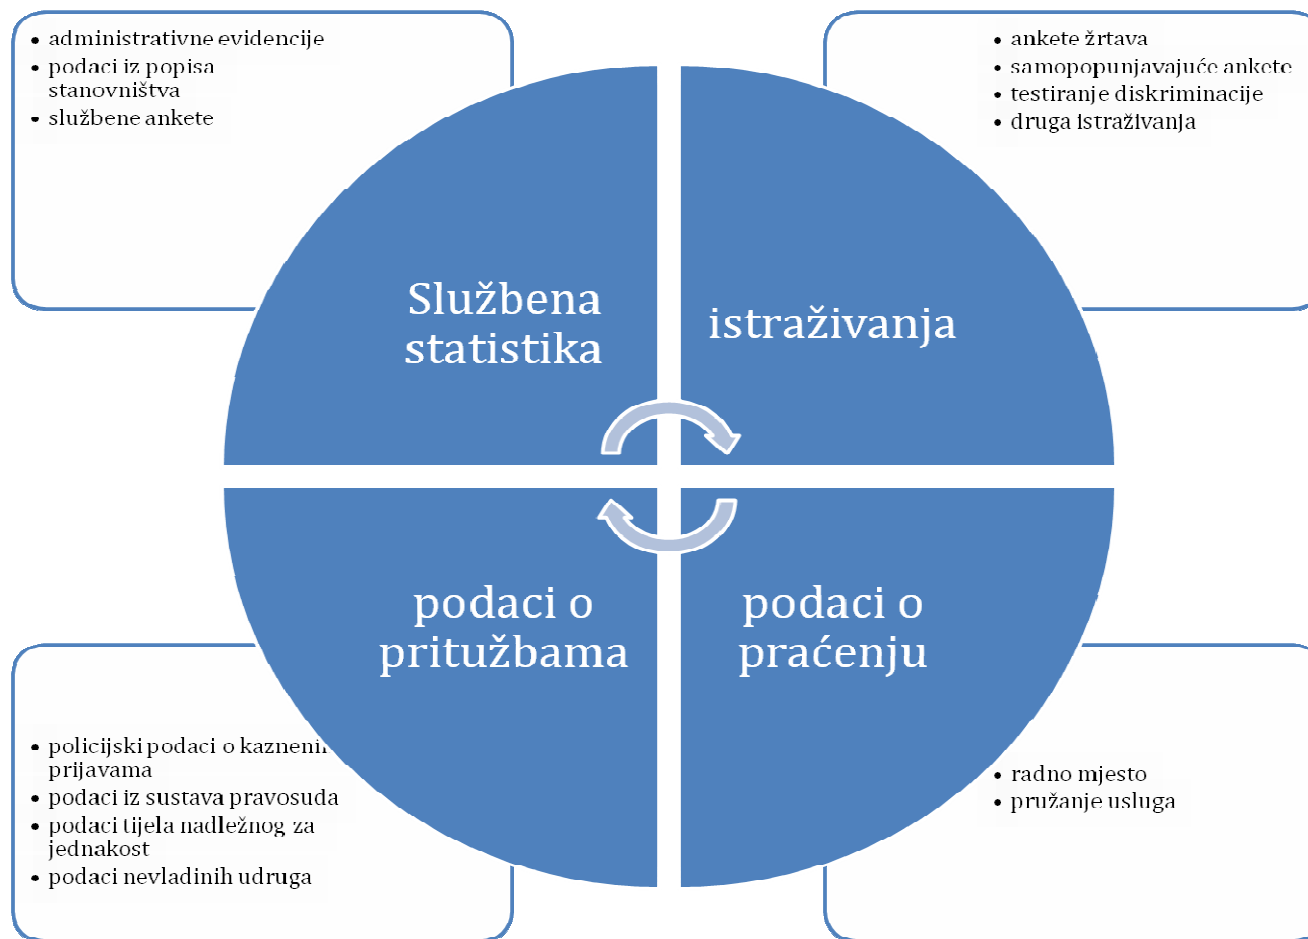 • administrativne evidencije
• podaci iz popisa
stanovništva
• službene ankete
• ankete žrtava
• samopopunjavajuće ankete
• testiranje diskriminacije
• druga istraživanja
Službena
statistika
istraživanja
podaci o
pritužbama
podaci o
praćenju
• policijski podaci o
prijavama
• podaci iz sustava pravosuđa
• podaci tijela nadležnog za
jednakost
• podaci nevladinih udruga
• radno mjesto
• pružanje usluga